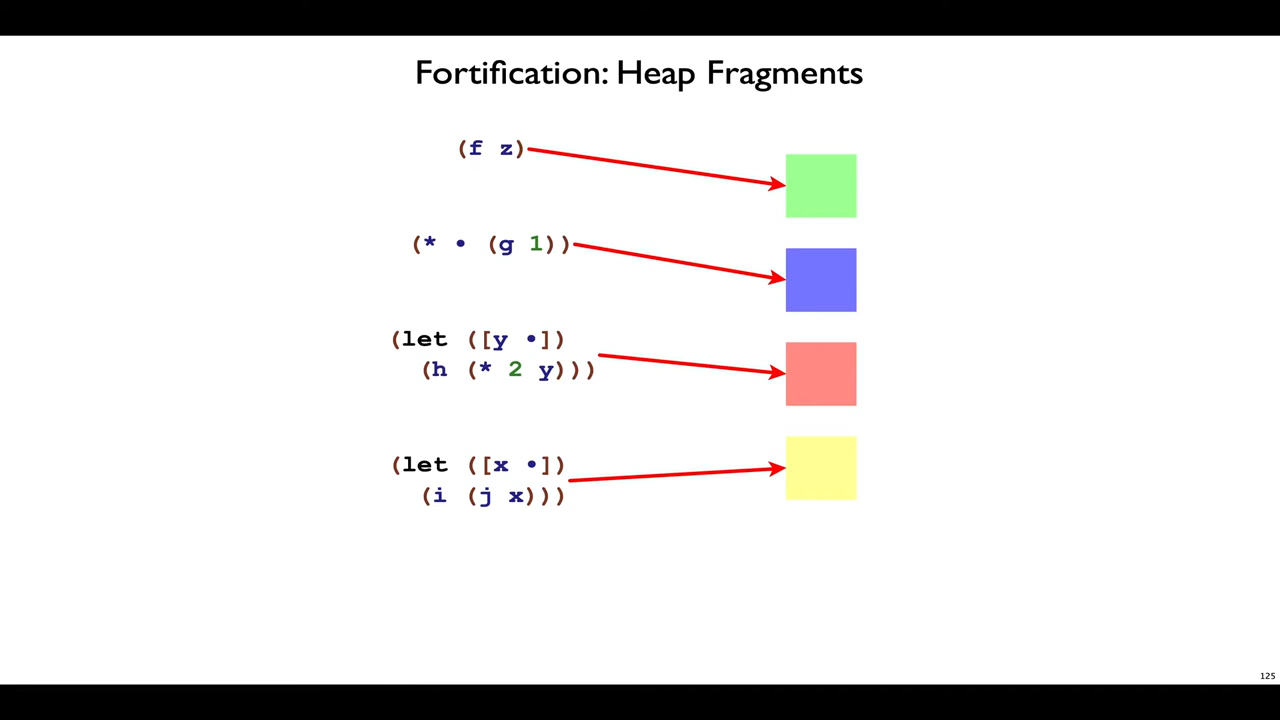 Fortification: Heap Fragments
(f z)
(* • (g 1))
(let ([y •])
(h (* 2 y)))
(let ([x •])
(i (j x)))
125